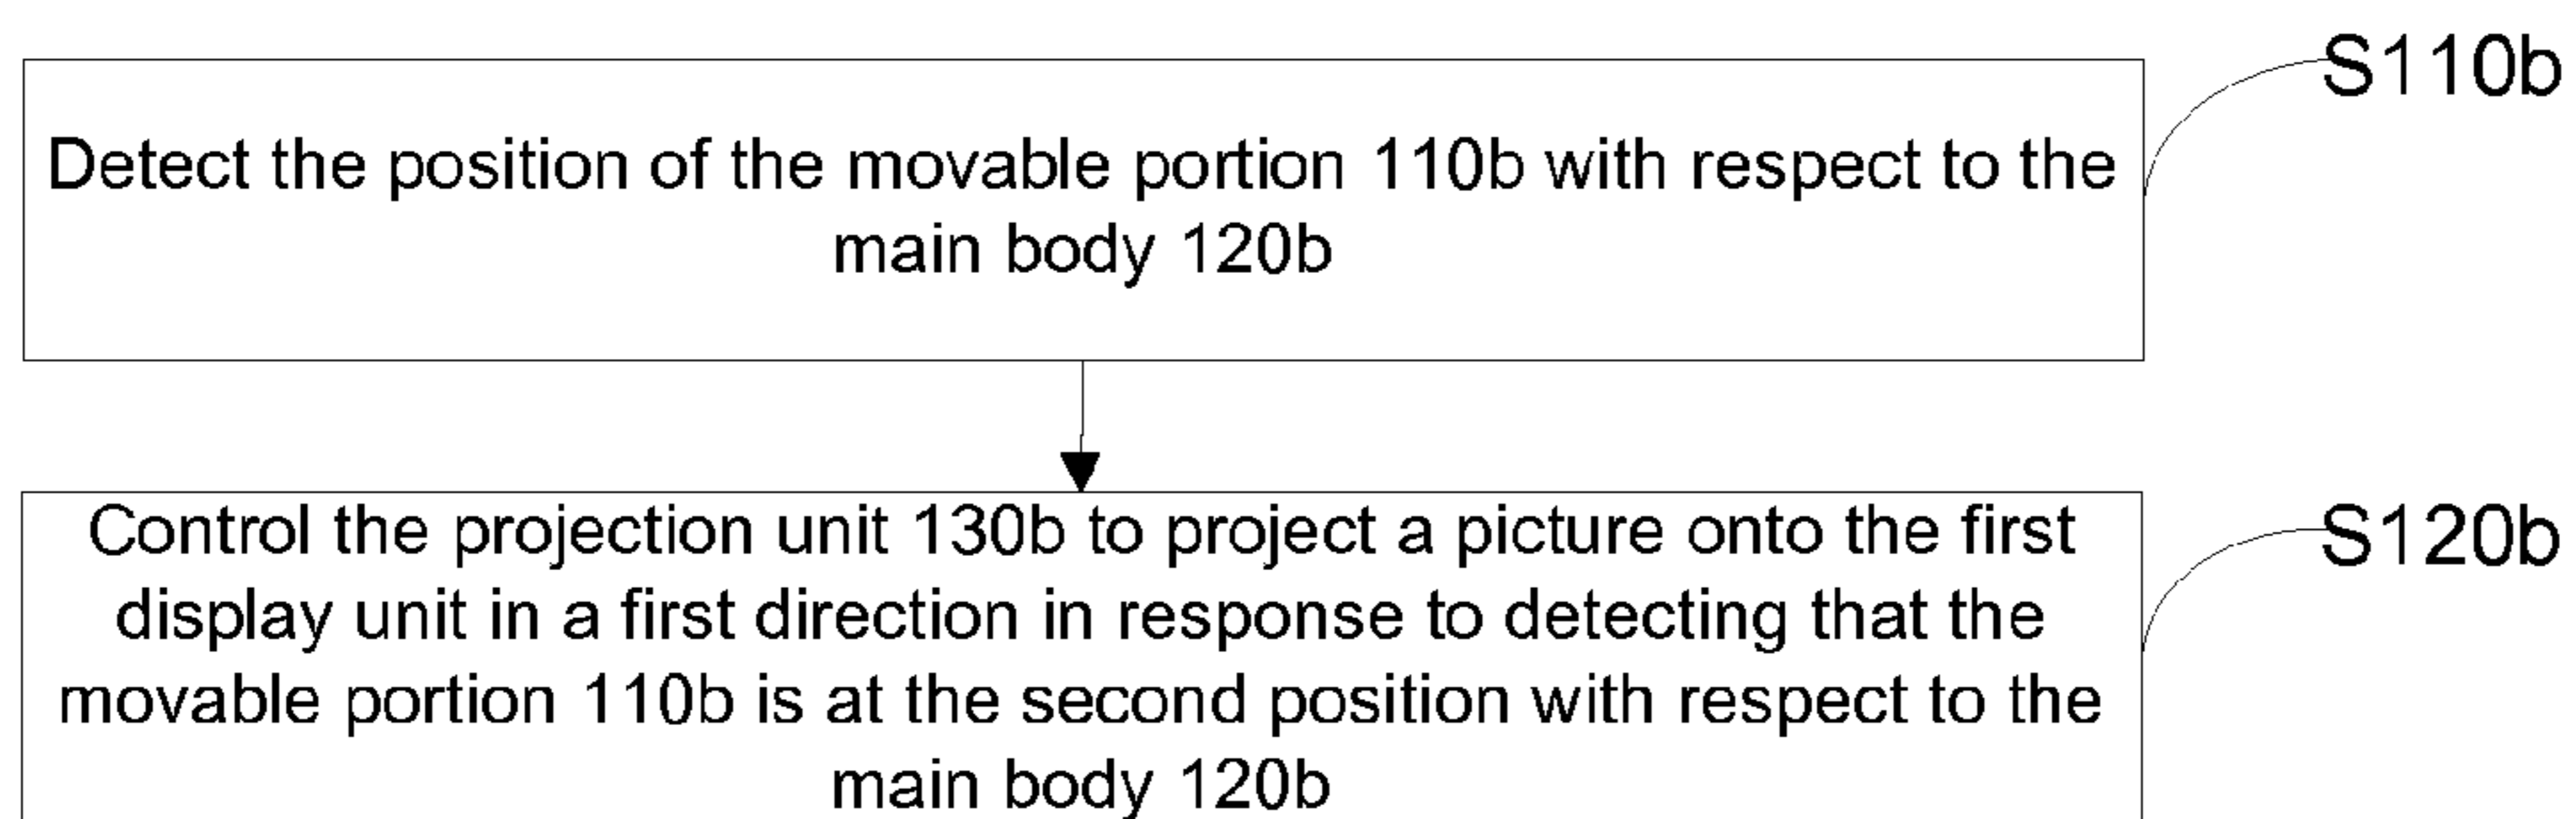 S110b
Detect the position of the movable portion 110b with respect to the
main body 120b
S120b
Control the projection unit 130b to project a picture onto the first
display unit in a first direction in response to detecting that the
movable portion 110b is at the second position with respect to the
main body 120b